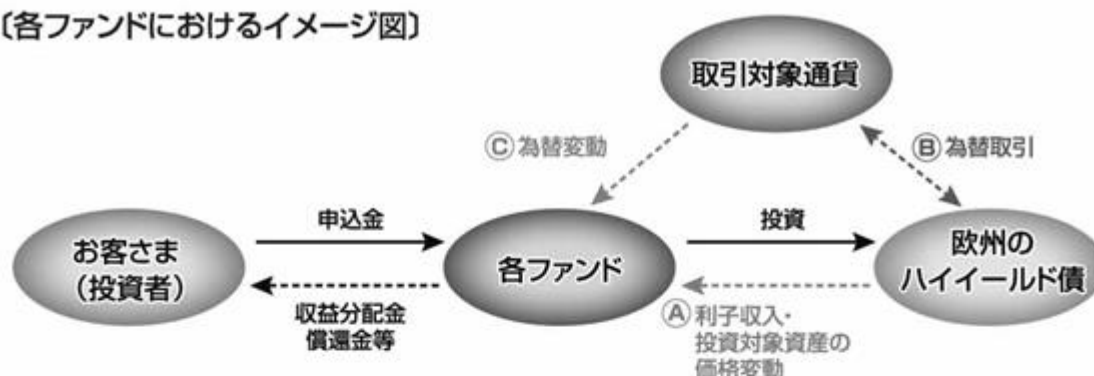 〔各ファンドにおけるイメージ図〕
取引対象通貨
Ⓒ為替変動
Ⓑ為替取引
お客さま
(投資者)
申込金
収益分配金
償還金等
各ファンド
投資
Ⓐ利子収入・
投資対象資産の
価格変動
欧州の
ハイイールド債